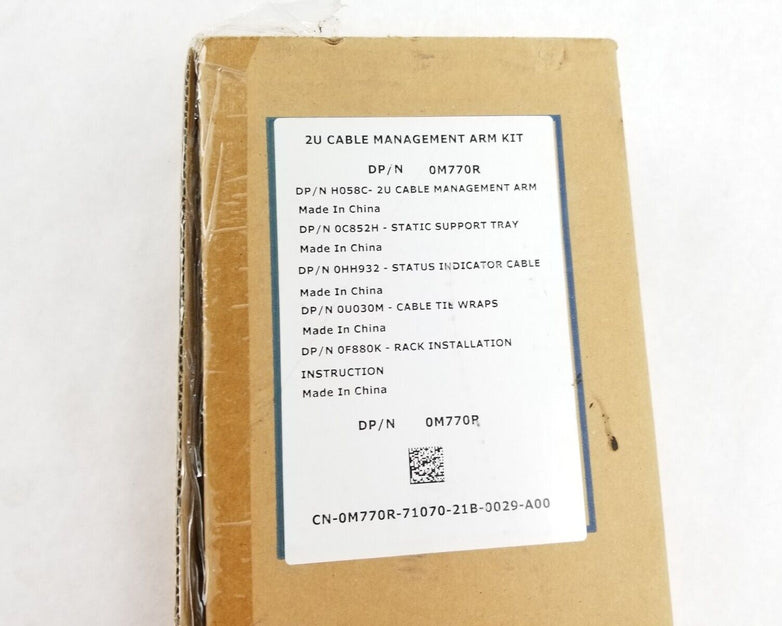 2U CABLE MANAGEMENT ARM KIT
DP/N 0M770R
DP/N H058C- 2U CABLE MANAGEMENT ARM
Made In China
DP/N 0C852H - STATIC SUPPORT TRAY
Made In China
DP/N 0HH932 - STATUS INDICATOR CABLE
Made In China
DP/N 0U030M - CABLE TIE WRAPS
Made In China
DP/N 0F880K - RACK INSTALLATION
INSTRUCTION
Made In China
DP/N 0M770R
CN-0M770R-71070-21B-0029-A00